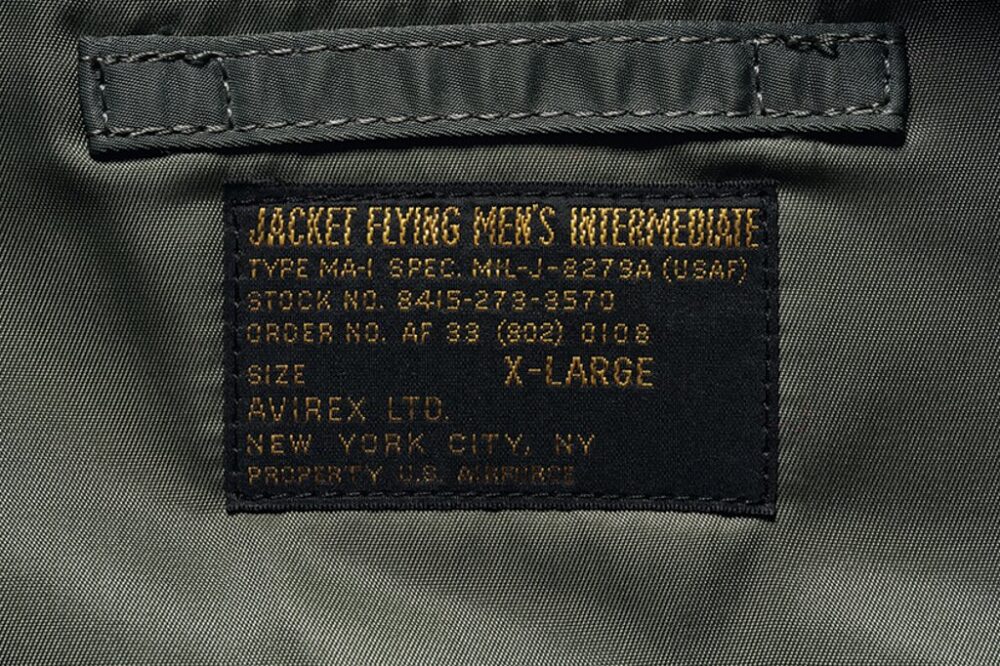 JACKET FLYING MEN'S INTERMEDIATE
TYPE MA-1 SPEC. MIL-J-8279A (USAF)
STOCK NO. 8415-273-3570
ORDER NO. AF 33 (802) 0108
SIZE X-LARGE
AVIREX LTD.
NEW YORK CITY, NY
PROPERTY U.S. AIRFORCE